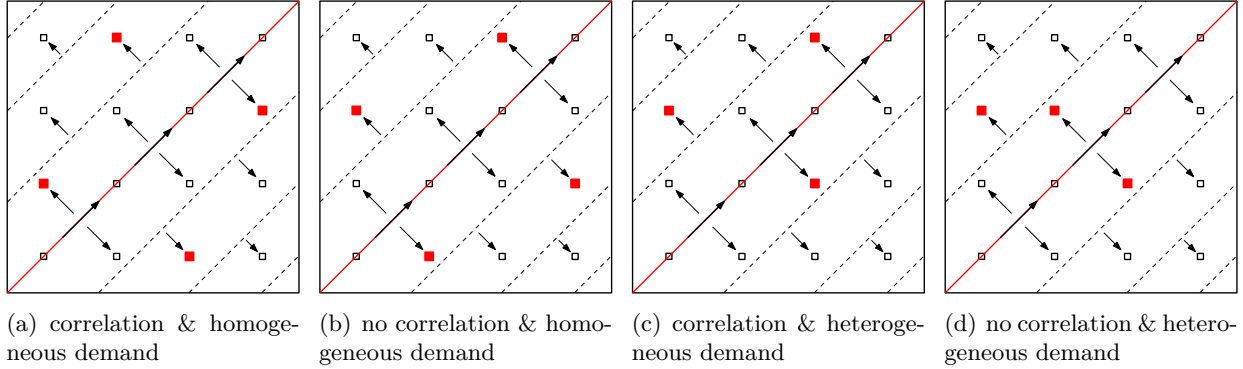 (a) correlation & homoge-
neous demand
(b) no correlation & homo-
geneous demand
(c) correlation & heteroge-
neous demand
(d) no correlation & hetero-
geneous demand